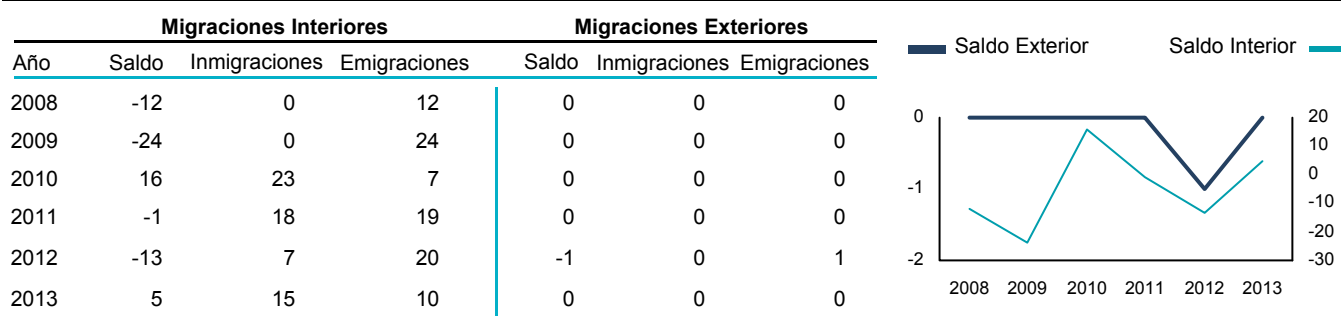 Migraciones Interiores Migraciones Exteriores
Año Saldo Inmigraciones Emigraciones Saldo Inmigraciones Emigraciones
2008 -12 0 12 0 0 0
2009 -24 0 24 0 0 0
2010 16 23 7 0 0 0
2011 -1 18 19 0 0 0
2012 -13 7 20 -1 0 1
2013 5 15 10 0 0 0
Saldo Exterior Saldo Interior
0 20
10
0
-1
-10
-20
-2 -30
2008 2009 2010 2011 2012 2013